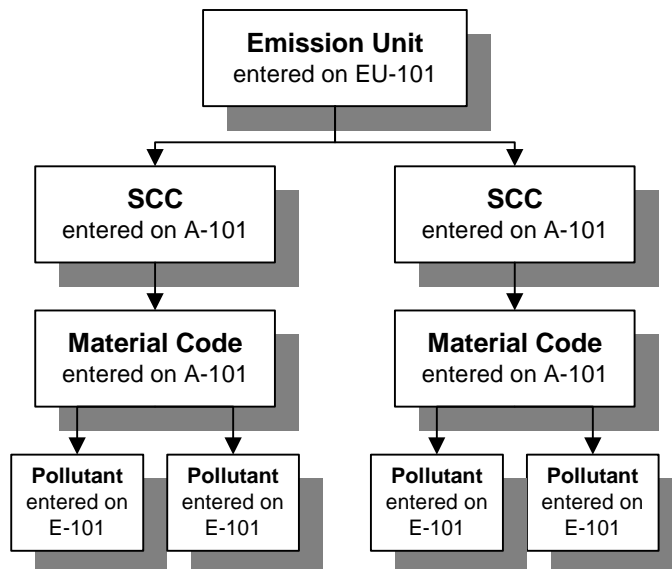 Emission Unit
entered on EU-101
SCC
entered on A-101
SCC
entered on A-101
Material Code
entered on A-101
Material Code
entered on A-101
Pollutant
entered on
E-101
Pollutant
entered on
E-101
Pollutant
entered on
E-101
Pollutant
entered on
E-101